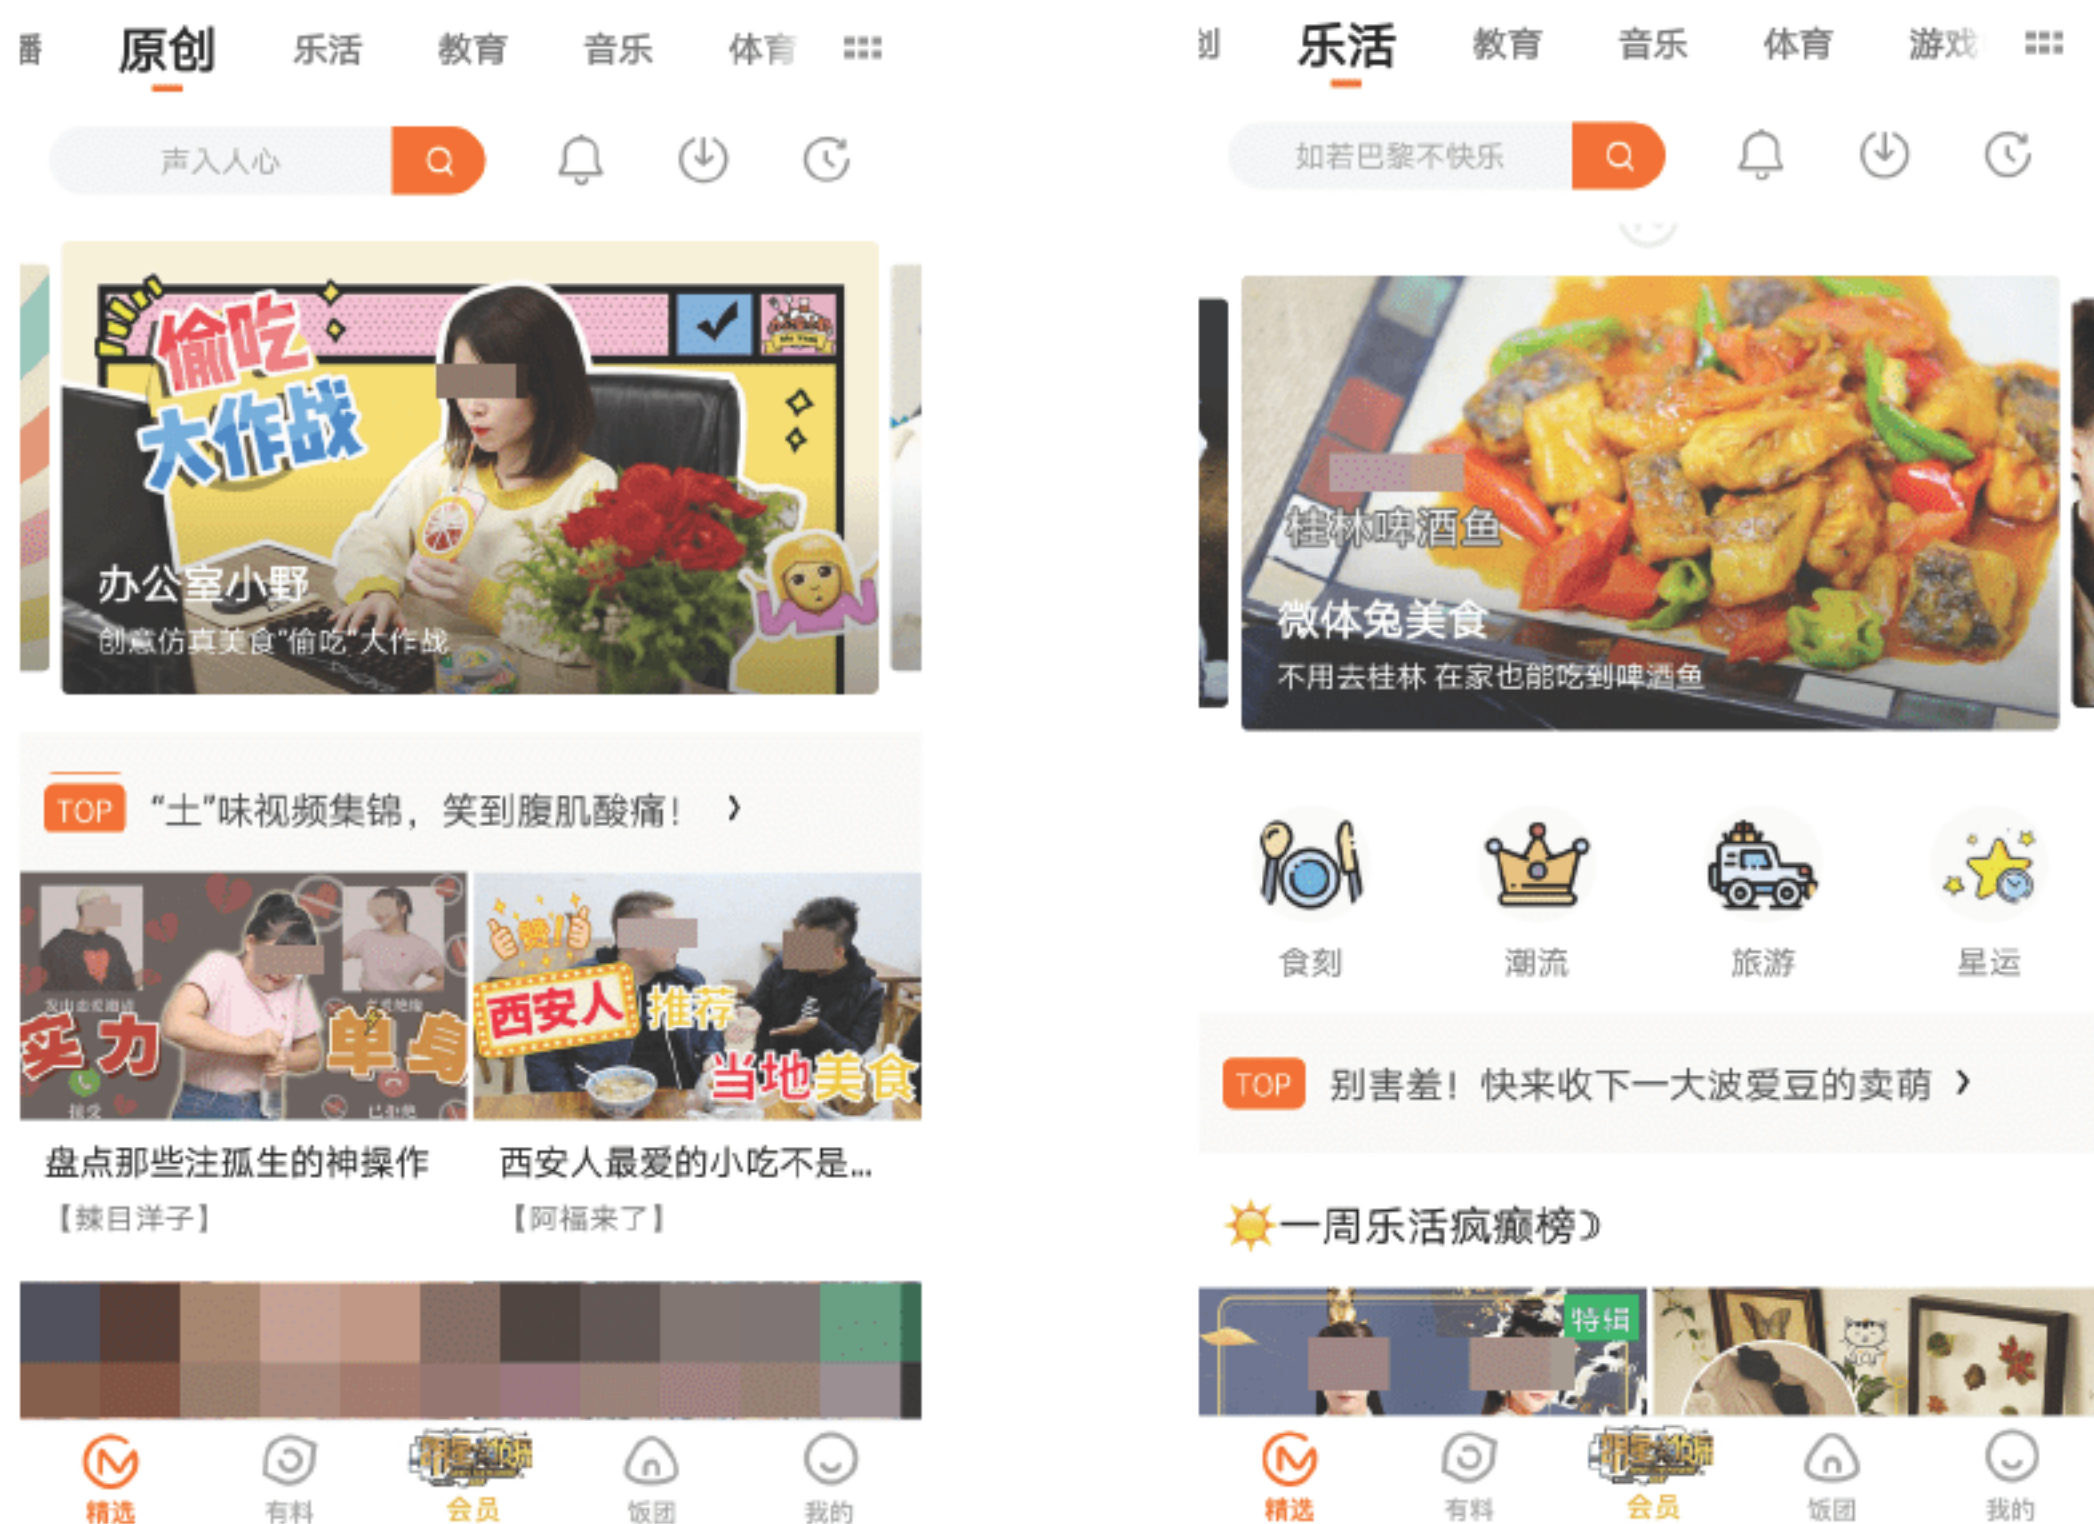 原创 乐活 教育 音乐 体育
声入人心
偷吃
大作战
办公室小野
创意仿真美食"偷吃"大作战
TOP “土”味视频集锦，笑到腹肌酸痛！
实力 单身
赞!
西安人 推荐
当地美食
盘点那些注孤生的神操作
【辣目洋子】
西安人最爱的小吃不是...
【阿福来了】
精选 有料 会员 饭团 我的
创 乐活 教育 音乐 体育 游戏
如若巴黎不快乐
桂林啤酒鱼
微体兔美食
不用去桂林 在家也能吃到啤酒鱼
食刻 潮流 旅游 星运
TOP 别害羞！快来收下一大波爱豆的卖萌
一周乐活疯癫榜
特辑
精选 有料 会员 饭团 我的